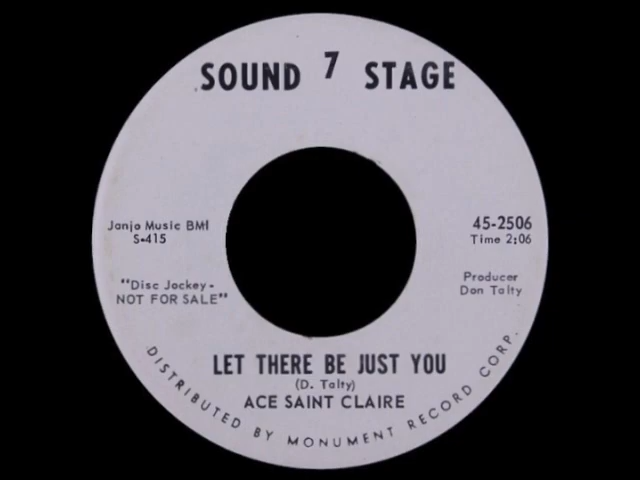 SOUND 7 STAGE
Janjo Music BMI
S-415
"Disc Jockey -
NOT FOR SALE"
45-2506
Time 2:06
Producer
Don Talty
LET THERE BE JUST YOU
(D. Talty)
ACE SAINT CLAIRE
DISTRIBUTED BY MONUMENT RECORD CORP.